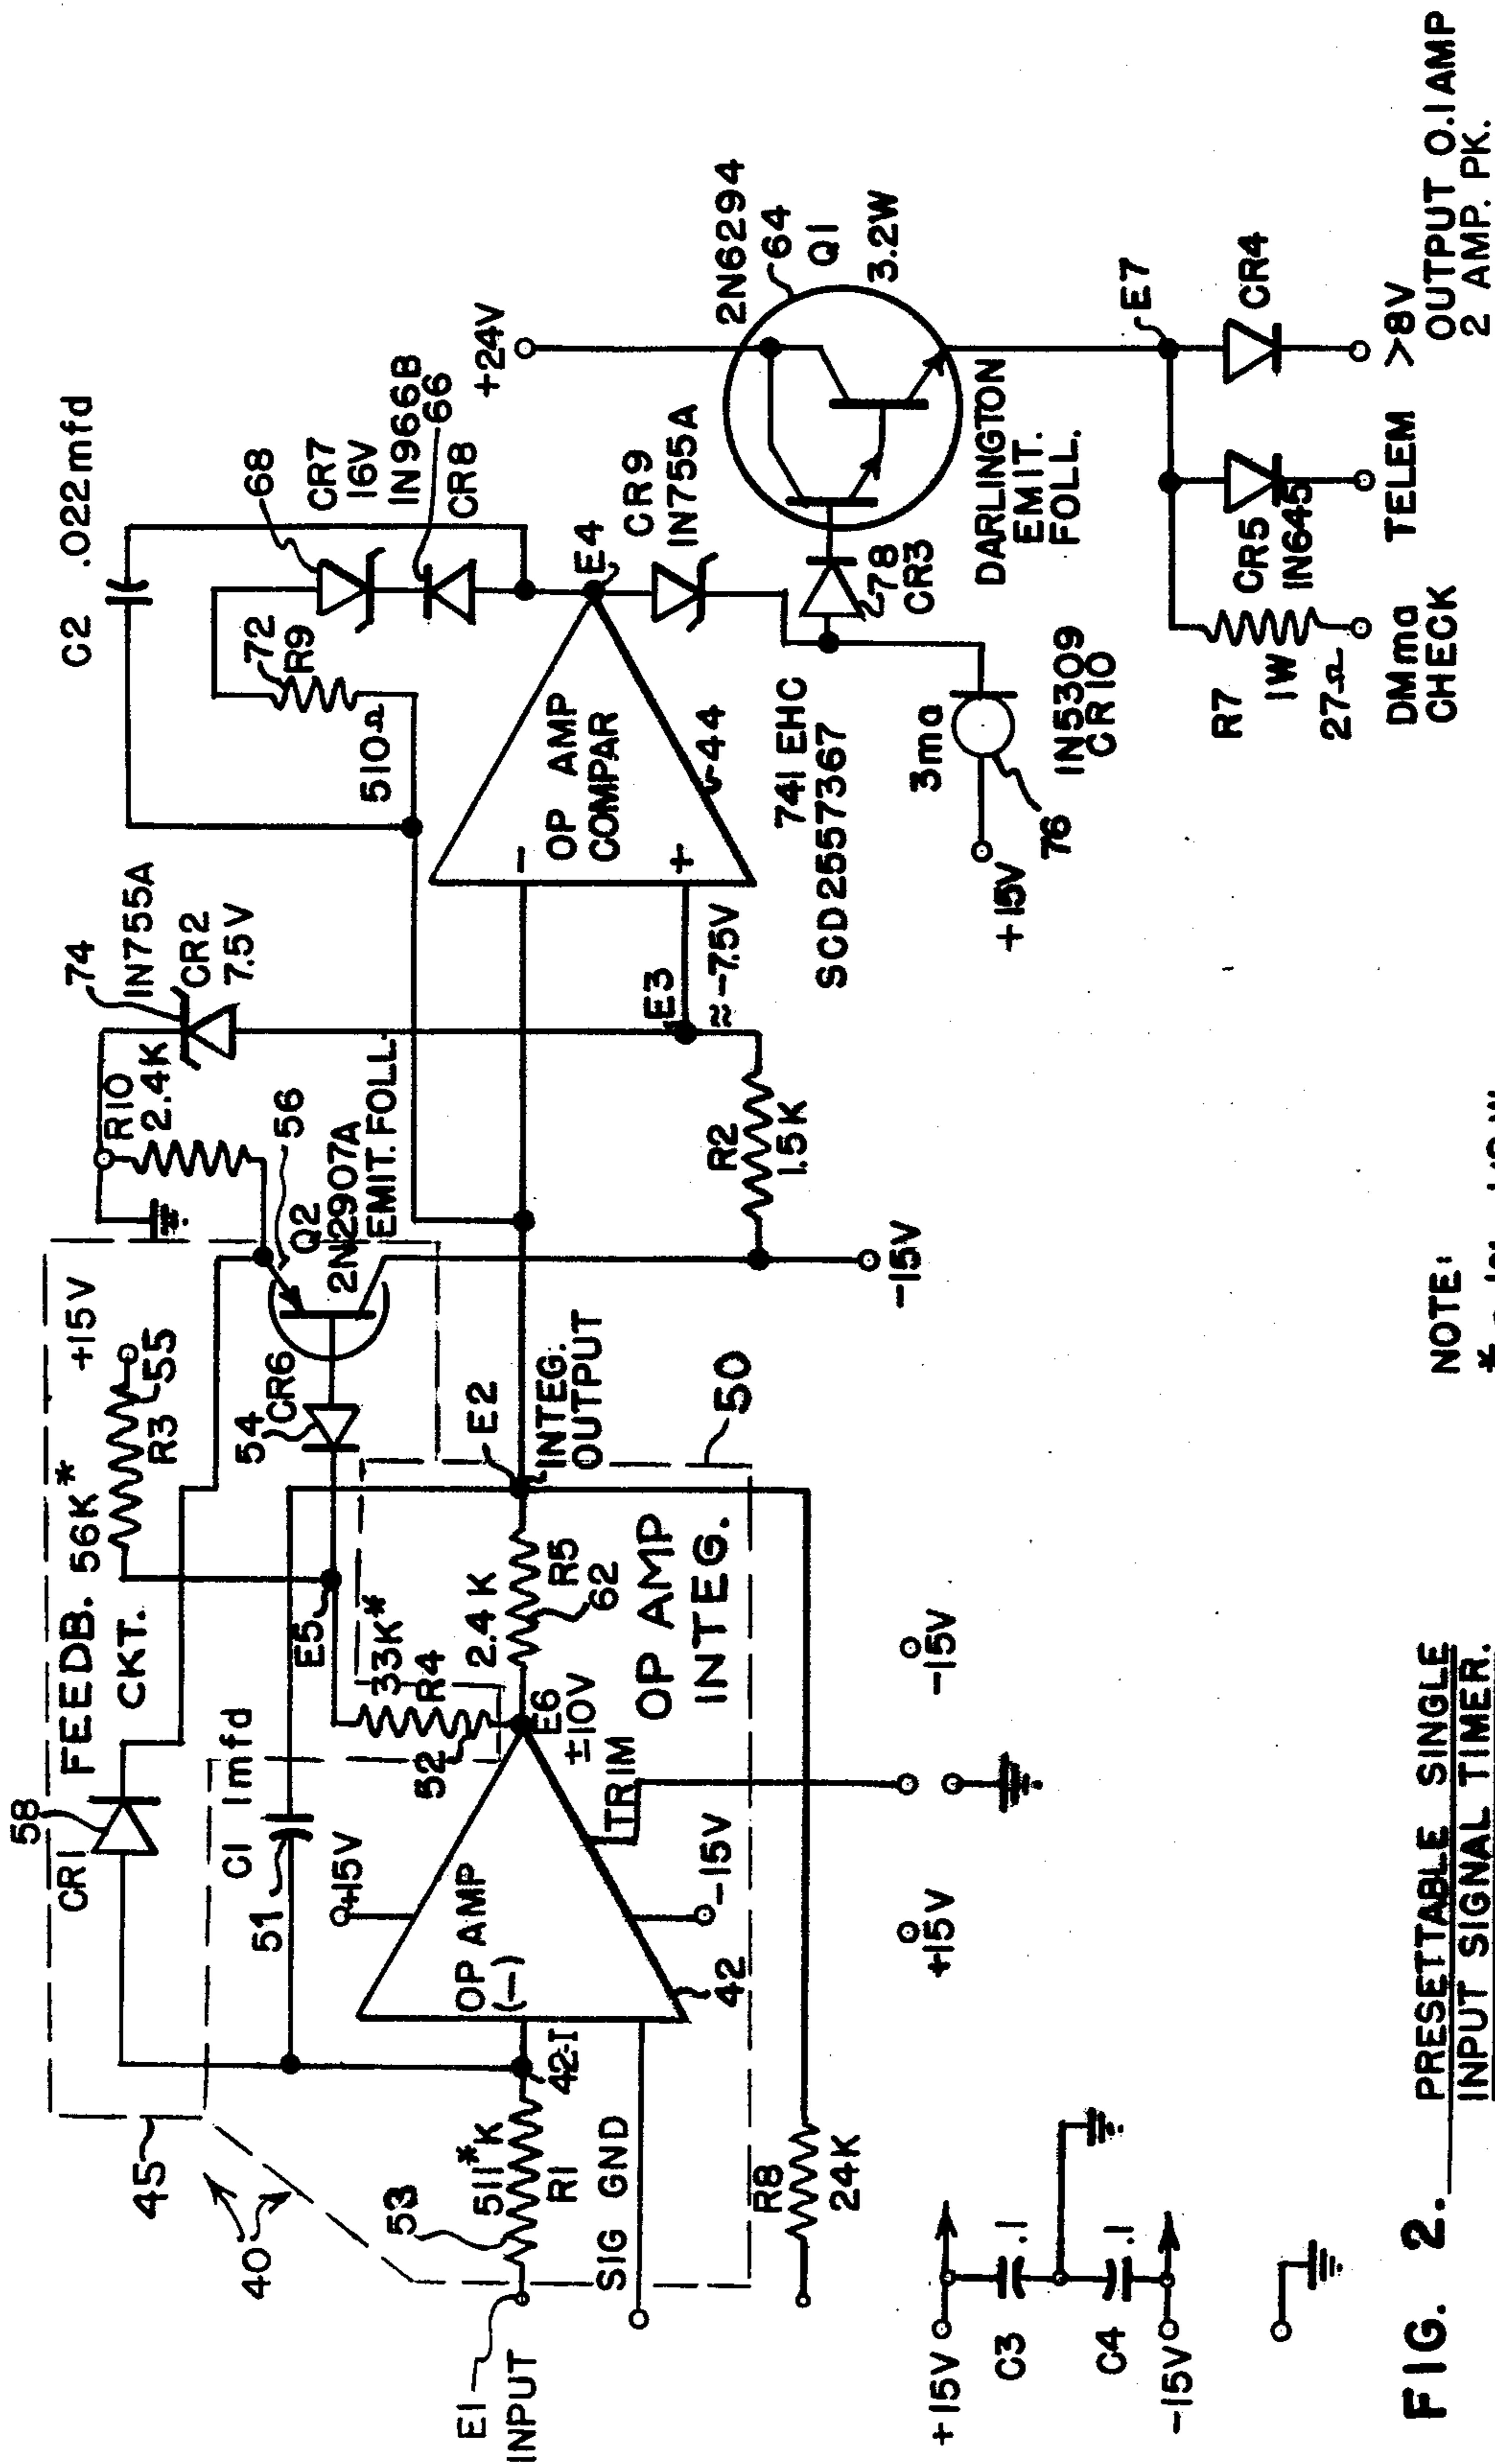 FEEDB.
CKT.
56K*
R3
55
+15V
58
CR1
45
40
C1 1mfd
51
54
CR6
Q2
56
2N2907A
EMIT. FOLL.
R10
2.4K
74
IN755A
CR2
7.5V
C2 .022mfd
68
CR7
16V
IN966B
66
CR8
72
R9
510Ω
E1
INPUT
53
511*K
R1
42-1
SIG GND
OP AMP
(-)
42
+15V
-15V
TRIM
E5
33K*
R4
52
E6
±10V
2.4K
R5
62
E2
INTEG.
OUTPUT
OP AMP
INTEG.
50
R8
24K
R2
1.5K
-15V
E3
≈-7.5V
-
OP AMP
COMPAR
+
44
741 EHC
SCD2557367
E4
CR9
IN755A
78
CR3
3ma
+15V
76
IN5309
CR10
+24V
2N6294
64
Q1
3.2W
DARLINGTON
EMIT.
FOLL.
E7
R7
1W
27Ω
CR5
IN645
CR4
DMma
CHECK
TELEM
>8V
OUTPUT 0.1AMP
2 AMP. PK.
+15V
-15V
+15V
C3
.1
C4
.1
-15V
NOTE:
FIG. 2.
PRESETTABLE SINGLE
INPUT SIGNAL TIMER.